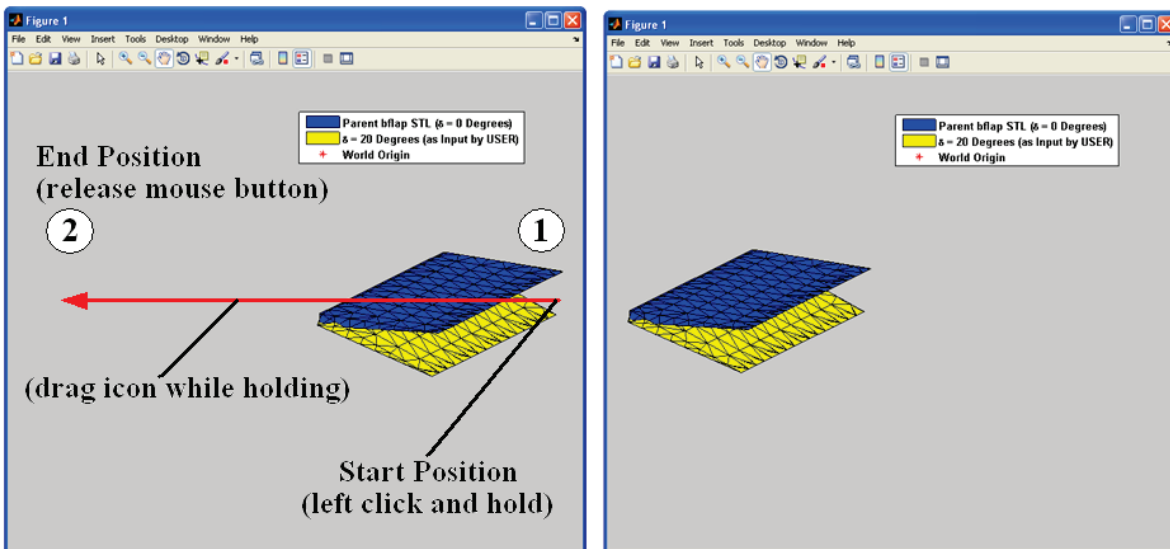 Figure 1
File Edit View Insert Tools Desktop Window Help
Parent bflap STL (δ = 0 Degrees)
δ = 20 Degrees (as Input by USER)
World Origin
End Position
(release mouse button)
2
1
(drag icon while holding)
Start Position
(left click and hold)
Figure 1
File Edit View Insert Tools Desktop Window Help
Parent bflap STL (δ = 0 Degrees)
δ = 20 Degrees (as Input by USER)
World Origin